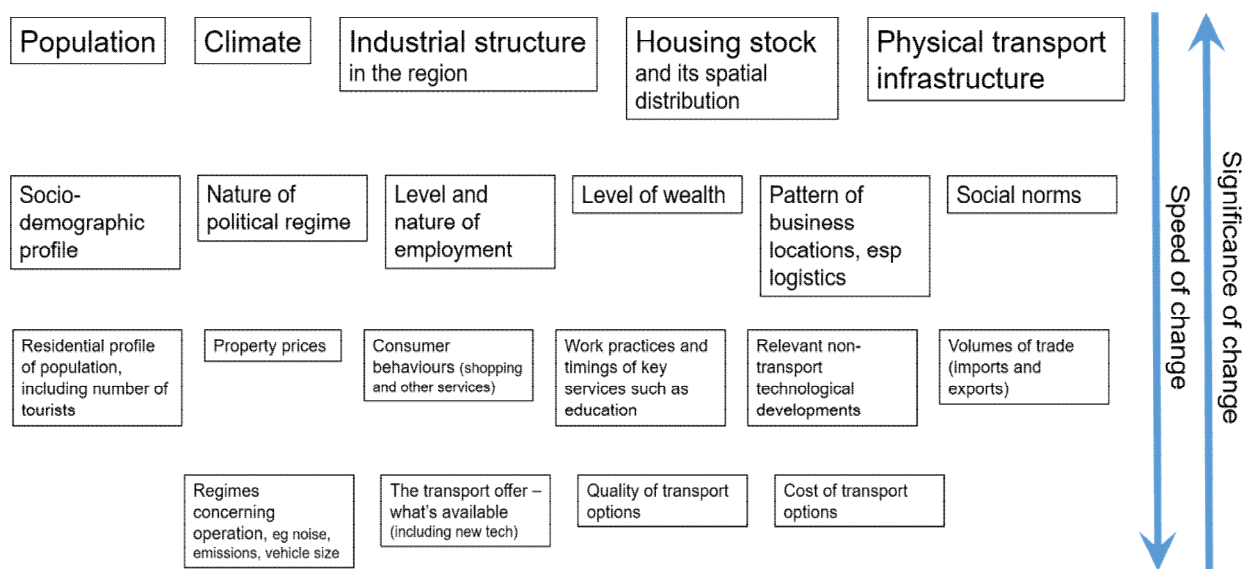 Population
Climate
Industrial structure
in the region
Housing stock
and its spatial
distribution
Physical transport
infrastructure
Socio-
demographic
profile
Nature of
political regime
Level and
nature of
employment
Level of wealth
Pattern of
business
locations, esp
logistics
Social norms
Residential profile
of population,
including number of
tourists
Property prices
Consumer
behaviours (shopping
and other services)
Work practices and
timings of key
services such as
education
Relevant non-
transport
technological
developments
Volumes of trade
(imports and
exports)
Regimes
concerning
operation, eg noise,
emissions, vehicle size
The transport offer –
what's available
(including new tech)
Quality of transport
options
Cost of transport
options
Speed of change
Significance of change